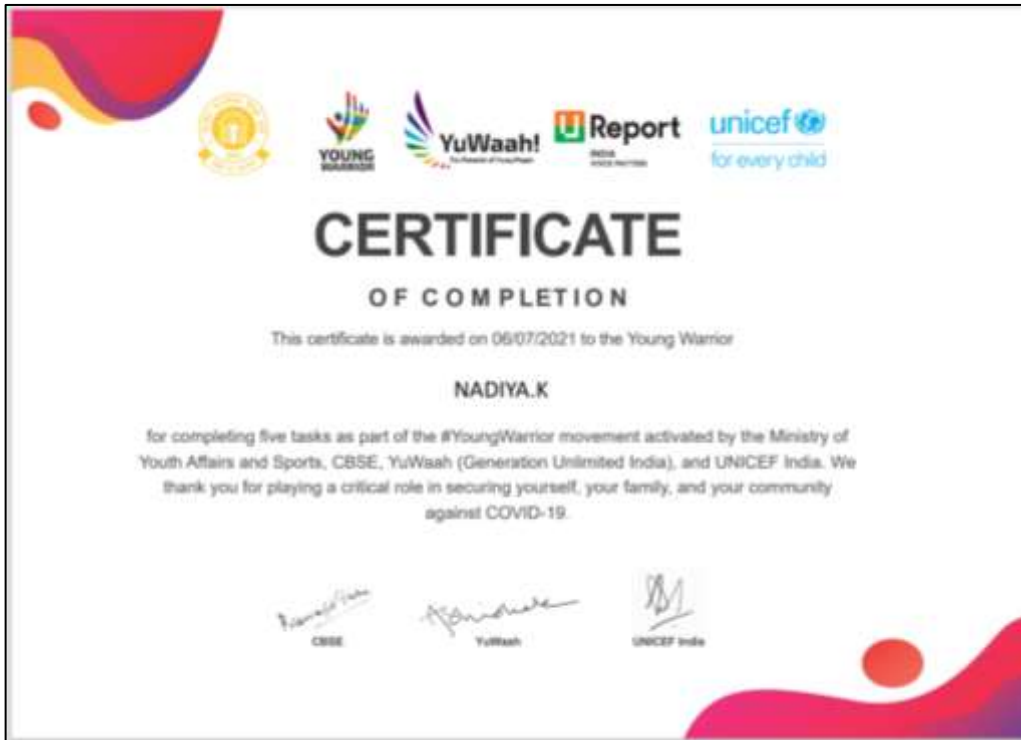 YOUNG
WARRIOR
YuWaah!
U Report
INDIA
VOICE MATTERS
unicef
for every child
CERTIFICATE
OF COMPLETION
This certificate is awarded on 06/07/2021 to the Young Warrior
NADIYA.K
for completing five tasks as part of the #YoungWarrior movement activated by the Ministry of
Youth Affairs and Sports, CBSE, YuWaah (Generation Unlimited India), and UNICEF India. We
thank you for playing a critical role in securing yourself, your family, and your community
against COVID-19.
CBSE
YuWaah
UNICEF India